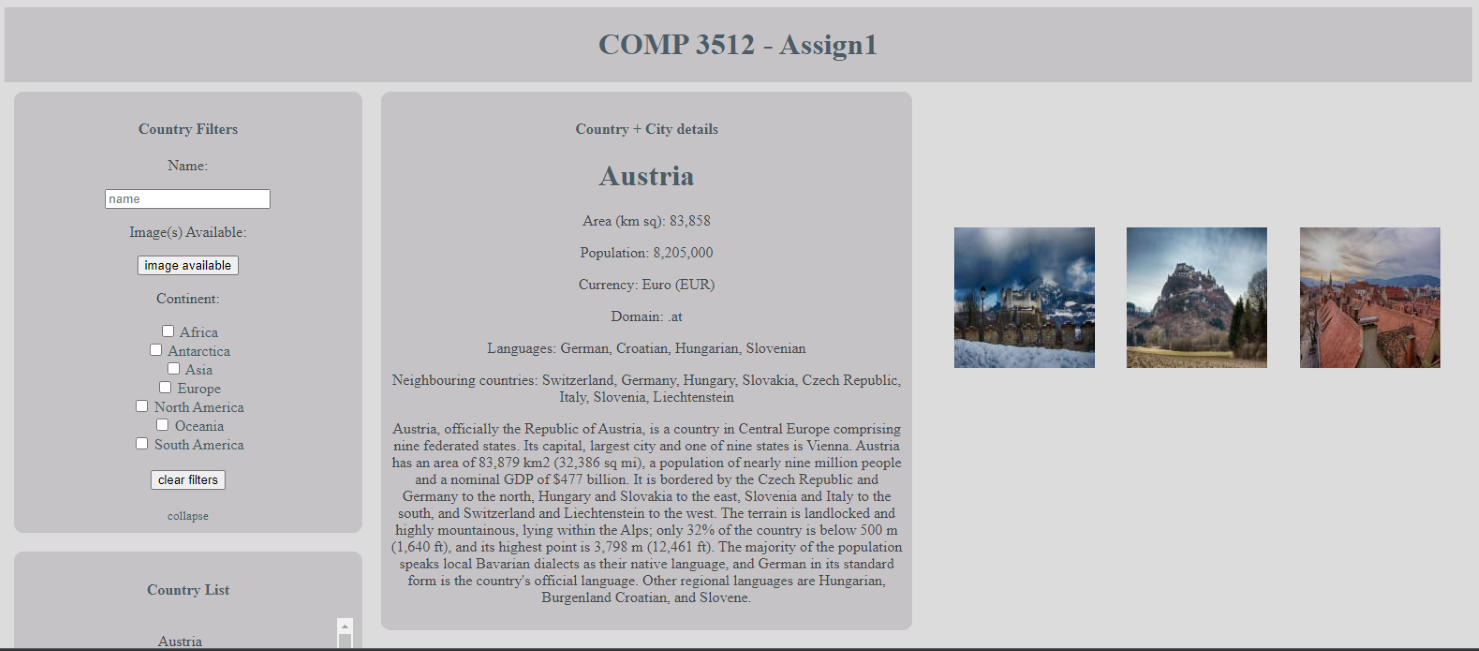 COMP 3512 - Assign1
Country Filters
Name:
name
Image(s) Available:
image available
Continent:
Africa
Antarctica
Asia
Europe
North America
Oceania
South America
clear filters
collapse
Country List
Austria
Country + City details
Austria
Area (km sq): 83,858
Population: 8,205,000
Currency: Euro (EUR)
Domain: .at
Languages: German, Croatian, Hungarian, Slovenian
Neighbouring countries: Switzerland, Germany, Hungary, Slovakia, Czech Republic,
Italy, Slovenia, Liechtenstein
Austria, officially the Republic of Austria, is a country in Central Europe comprising
nine federated states. Its capital, largest city and one of nine states is Vienna. Austria
has an area of 83,879 km2 (32,386 sq mi), a population of nearly nine million people
and a nominal GDP of $477 billion. It is bordered by the Czech Republic and
Germany to the north, Hungary and Slovakia to the east, Slovenia and Italy to the
south, and Switzerland and Liechtenstein to the west. The terrain is landlocked and
highly mountainous, lying within the Alps; only 32% of the country is below 500 m
(1,640 ft), and its highest point is 3,798 m (12,461 ft). The majority of the population
speaks local Bavarian dialects as their native language, and German in its standard
form is the country's official language. Other regional languages are Hungarian,
Burgenland Croatian, and Slovene.